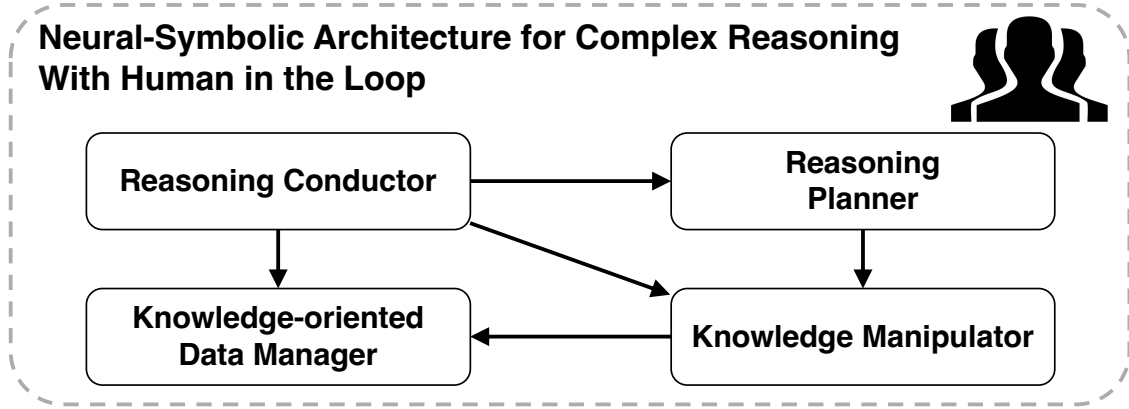 Neural-Symbolic Architecture for Complex Reasoning
With Human in the Loop
Reasoning Conductor
Reasoning
Planner
Knowledge-oriented
Data Manager
Knowledge Manipulator